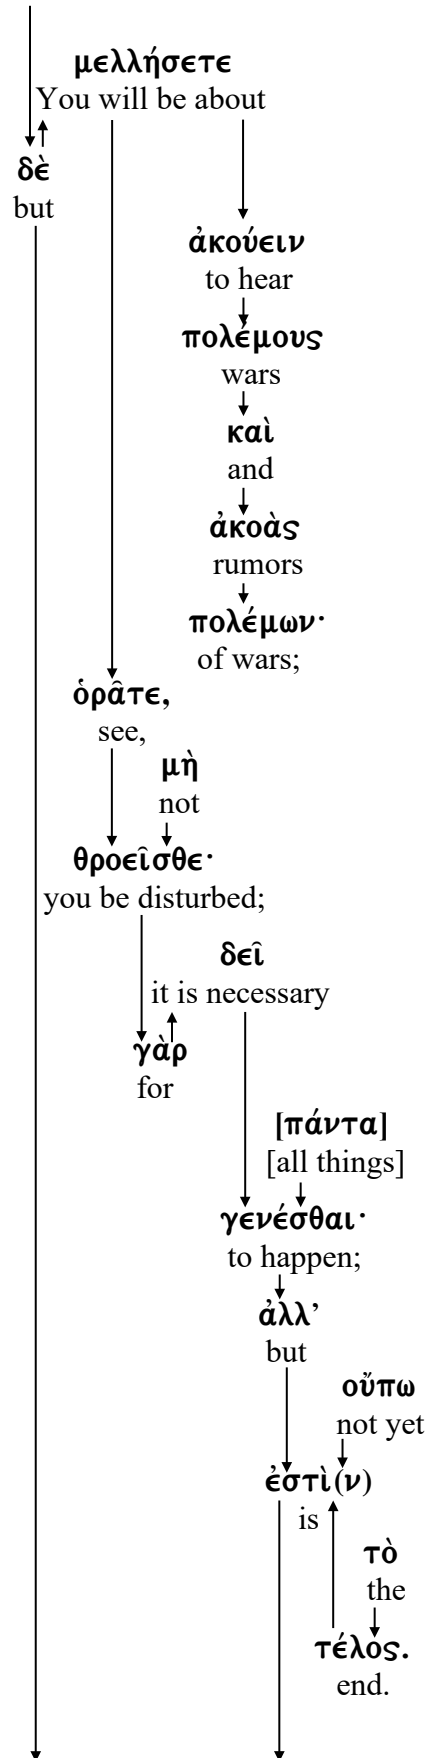 μελλήσετε
You will be about
δὲ
but
ἀκούειν
to hear
πολέμους
wars
καὶ
and
ἀκοὰς
rumors
πολέμων·
of wars;
ὁρᾶτε,
see,
μὴ
not
θροεῖσθε·
you be disturbed;
δεῖ
it is necessary
γὰρ
for
[πάντα]
[all things]
γενέσθαι·
to happen;
ἀλλ’
but
οὔπω
not yet
ἐστὶ(ν)
is
τὸ
the
τέλος.
end.